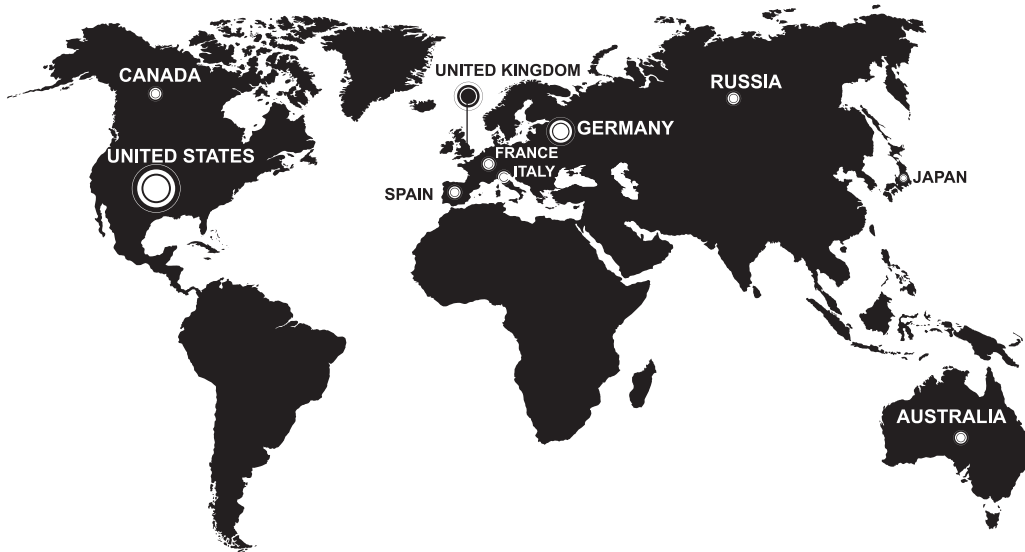 UNITED KINGDOM
CANADA
RUSSIA
GERMANY
UNITED STATES
FRANCE
ITALY
JAPAN
SPAIN
AUSTRALIA